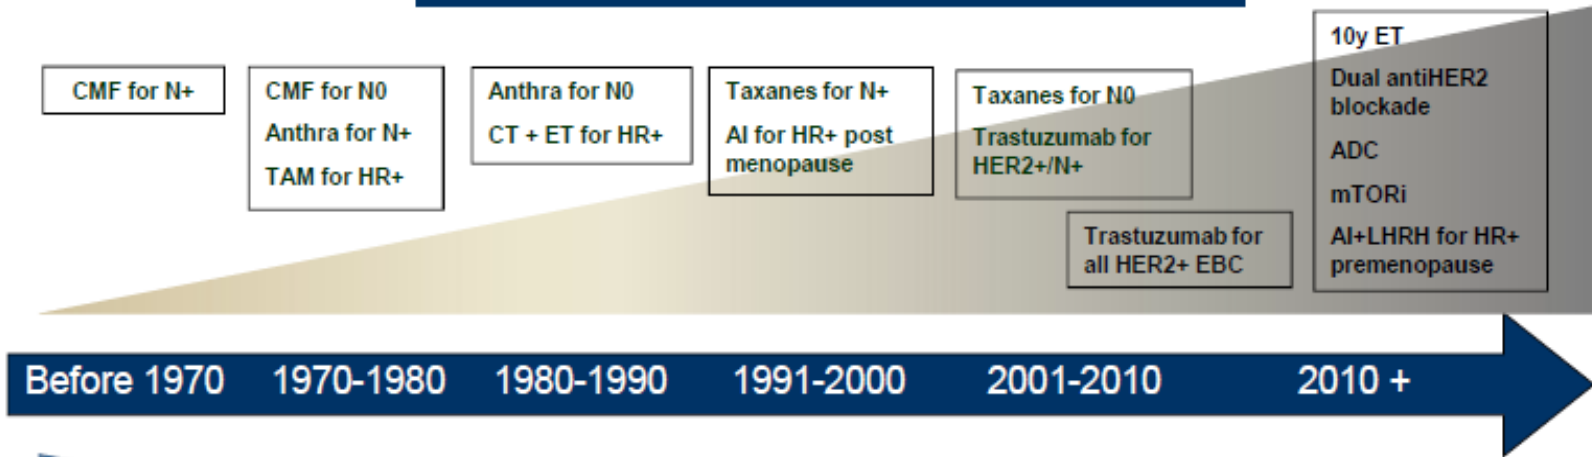 CMF for N+
CMF for N0
Anthra for N+
TAM for HR+
Anthra for N0
CT + ET for HR+
Taxanes for N+
AI for HR+ post
menopause
Taxanes for N0
Trastuzumab for
HER2+/N+
Trastuzumab for
all HER2+ EBC
10y ET
Dual antiHER2
blockade
ADC
mTORi
AI+LHRH for HR+
premenopause
Before 1970
1970-1980
1980-1990
1991-2000
2001-2010
2010 +